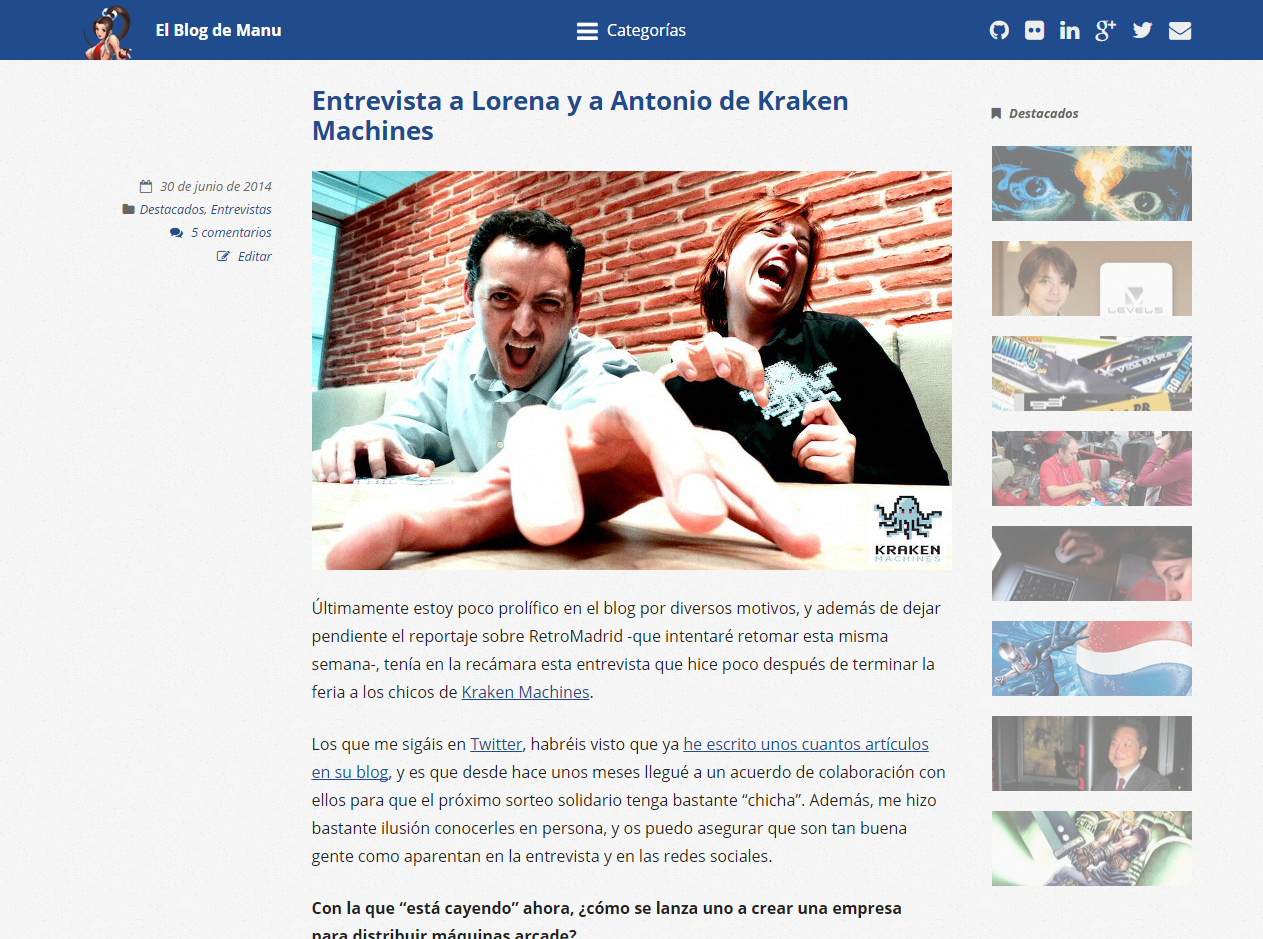 El Blog de Manu
Categorías
Entrevista a Lorena y a Antonio de Kraken
Machines
30 de junio de 2014
Destacados, Entrevistas
5 comentarios
Editar
KRAKEN
MACHINES
Últimamente estoy poco prolífico en el blog por diversos motivos, y además de dejar
pendiente el reportaje sobre RetroMadrid -que intentaré retomar esta misma
semana-, tenía en la recámara esta entrevista que hice poco después de terminar la
feria a los chicos de Kraken Machines.
Los que me sigáis en Twitter, habréis visto que ya he escrito unos cuantos artículos
en su blog, y es que desde hace unos meses llegué a un acuerdo de colaboración con
ellos para que el próximo sorteo solidario tenga bastante “chicha”. Además, me hizo
bastante ilusión conocerles en persona, y os puedo asegurar que son tan buena
gente como aparentan en la entrevista y en las redes sociales.
Con la que “está cayendo” ahora, ¿cómo se lanza uno a crear una empresa
para distribuir máquinas arcade?
Destacados
LEVEL5